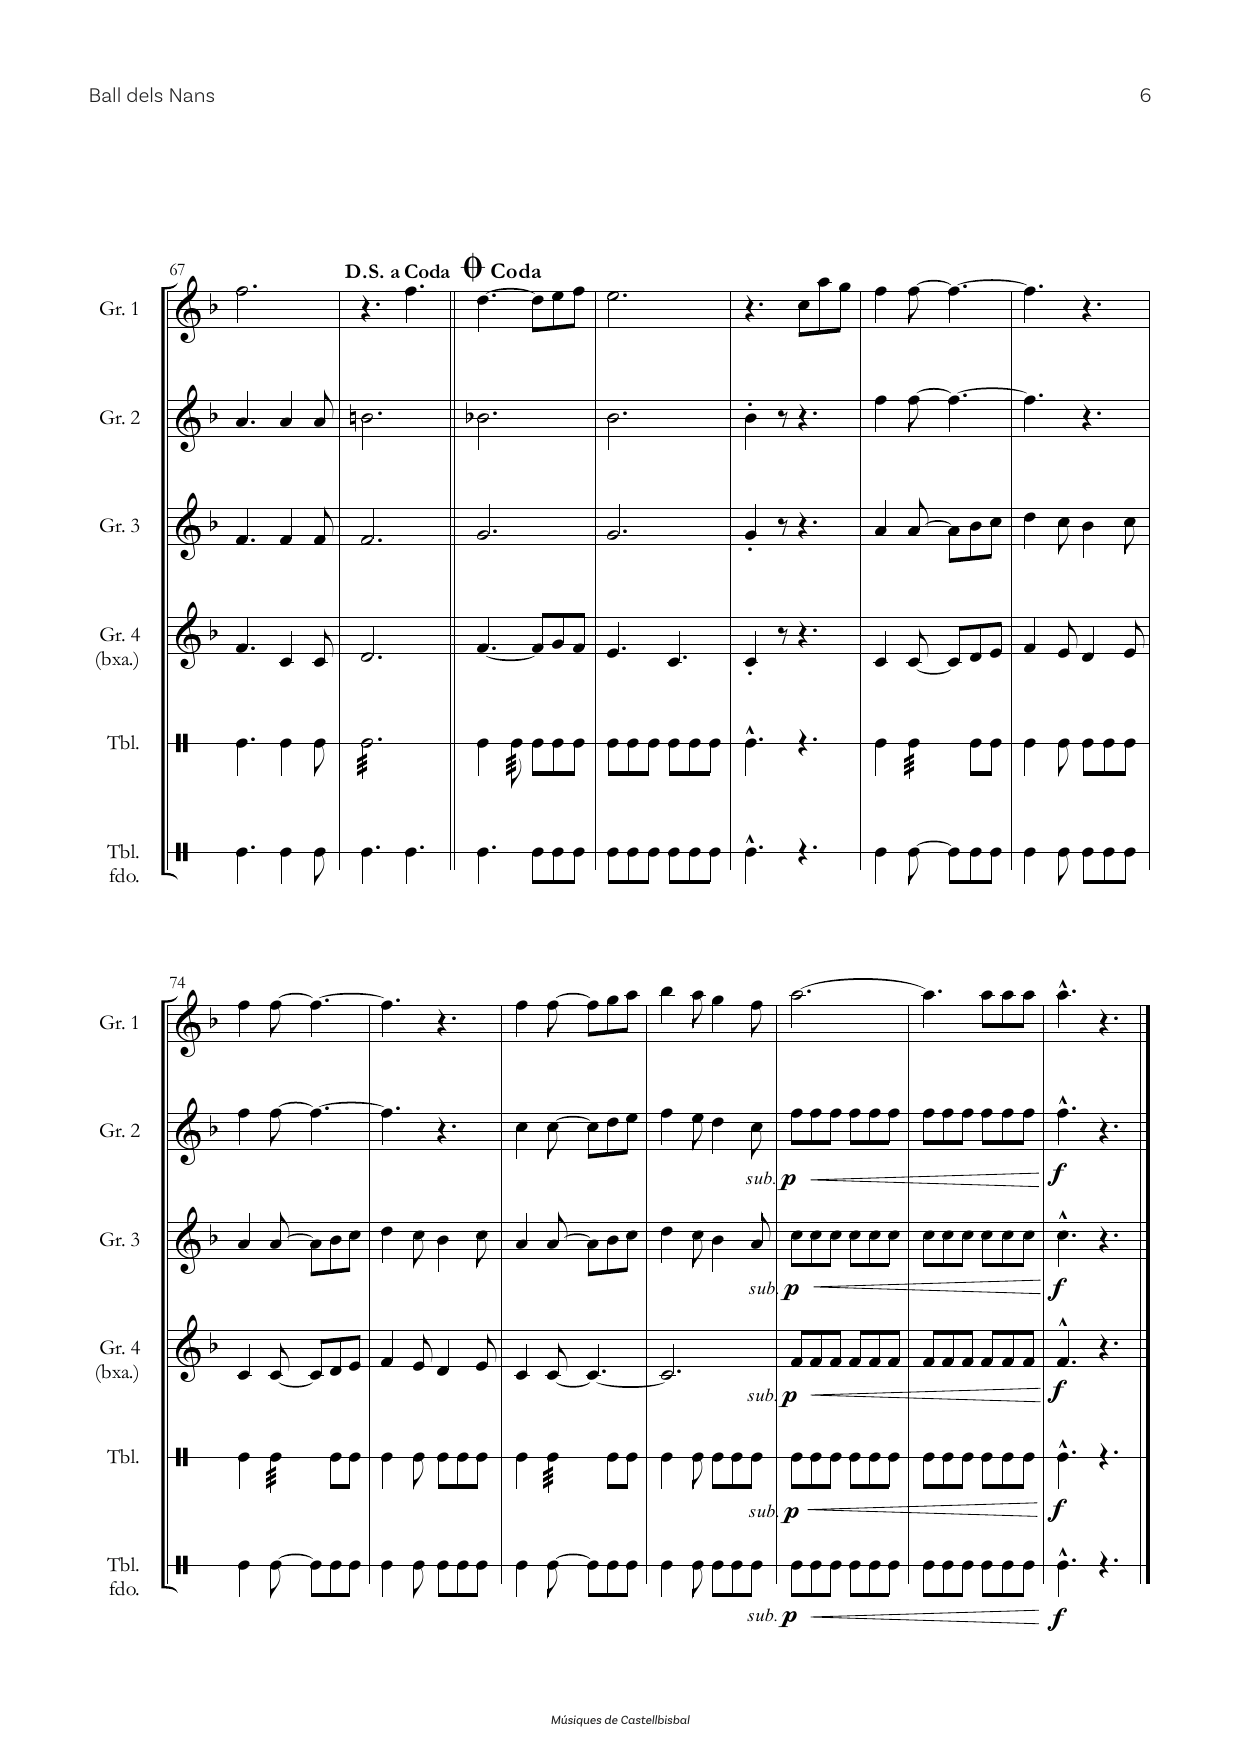 Ball dels Nans 6
67 D.S. a Coda Coda
Gr. 1
Gr. 2
Gr. 3
Gr. 4
(bxa.)
Tbl.
Tbl.
fdo.
74
Gr. 1
Gr. 2
sub. p f
Gr. 3
sub. p f
Gr. 4
(bxa.)
sub. p f
Tbl.
sub. p f
Tbl.
fdo.
sub. p f
Músiques de Castellbisbal